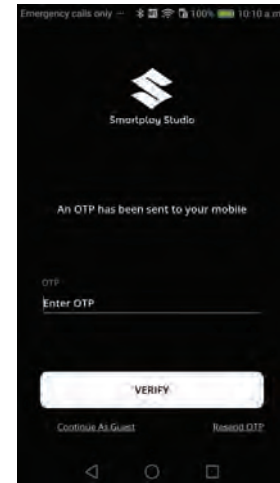 Emergency calls only 100% 10:10 a.m
Smartplay Studio
An OTP has been sent to your mobile
OTP
Enter OTP
VERIFY
Continue As Guest Resend OTP